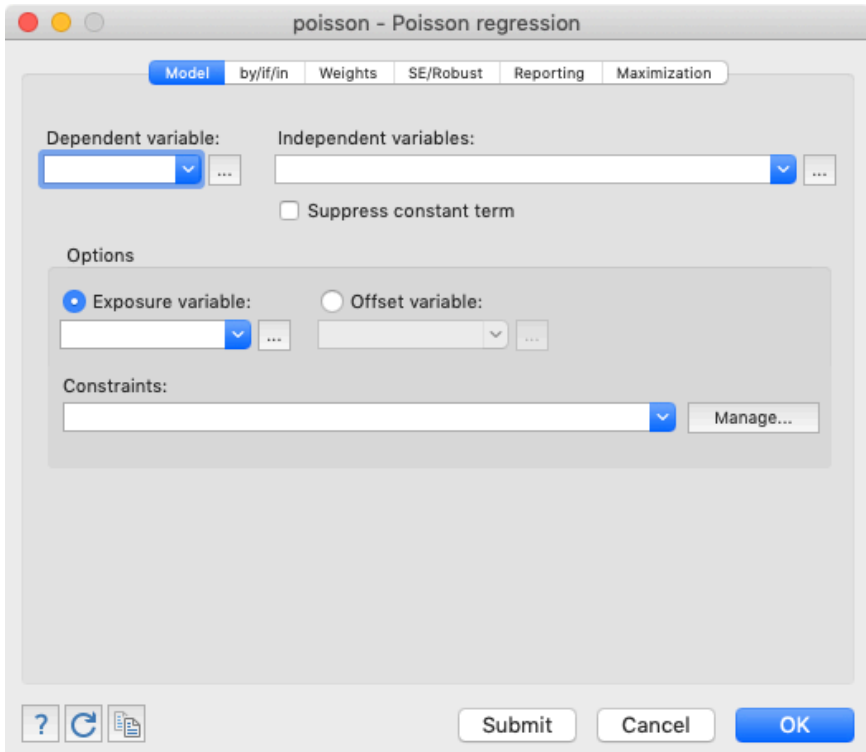 poisson - Poisson regression
Model by/if/in Weights SE/Robust Reporting Maximization
Dependent variable: Independent variables:
... ...
Suppress constant term
Options
Exposure variable: Offset variable:
... ...
Constraints:
Manage...
? Submit Cancel OK